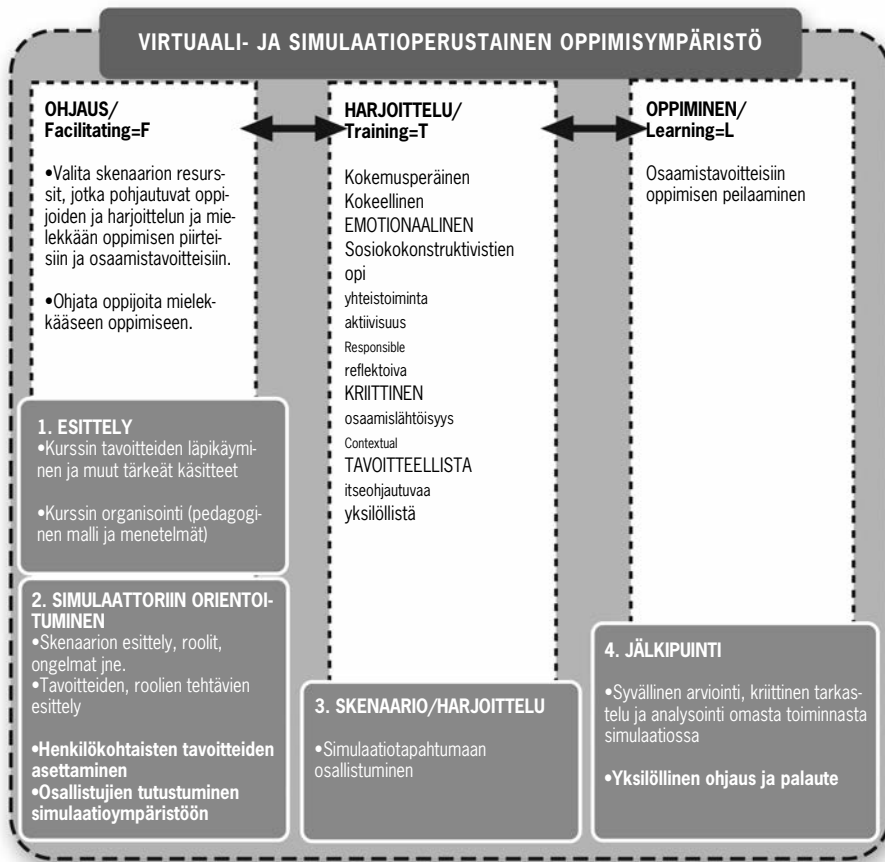 VIRTUAALI- JA SIMULAATIOPERUSTAINEN OPPIMISYMPÄRISTÖ
OHJAUS/
Facilitating=F
•Valita skenaarion resurs-
sit, jotka pohjautuvat oppi-
joiden ja harjoittelun ja mie-
lekkään oppimisen piirtei-
siin ja osaamistavoitteisiin.
•Ohjata oppijoita mielek-
kääseen oppimiseen.
1. ESITTELY
•Kurssin tavoitteiden läpikäymi-
nen ja muut tärkeät käsitteet
•Kurssin organisointi (pedagogi-
nen malli ja menetelmät)
2. SIMULAATTORIIN ORIENTOI-
TUMINEN
•Skenaarion esittely, roolit,
ongelmat jne.
•Tavoitteiden, roolien tehtävien
esittely
•Henkilökohtaisten tavoitteiden
asettaminen
•Osallistujien tutustuminen
simulaatioympäristöön
HARJOITTELU/
Training=T
Kokemusperäinen
Kokeellinen
EMOTIONAALINEN
Sosiokokonstruktivistien
opi
yhteistoiminta
aktiivisuus
Responsible
reflektoiva
KRIITTINEN
osaamislähtöisyys
Contextual
TAVOITTEELLISTA
itseohjautuvaa
yksilöllistä
3. SKENAARIO/HARJOITTELU
•Simulaatiotapahtumaan
osallistuminen
OPPIMINEN/
Learning=L
Osaamistavoitteisiin
oppimisen peilaaminen
4. JÄLKIPUINTI
•Syvällinen arviointi, kriittinen tarkas-
telu ja analysointi omasta toiminnasta
simulaatiossa
•Yksilöllinen ohjaus ja palaute